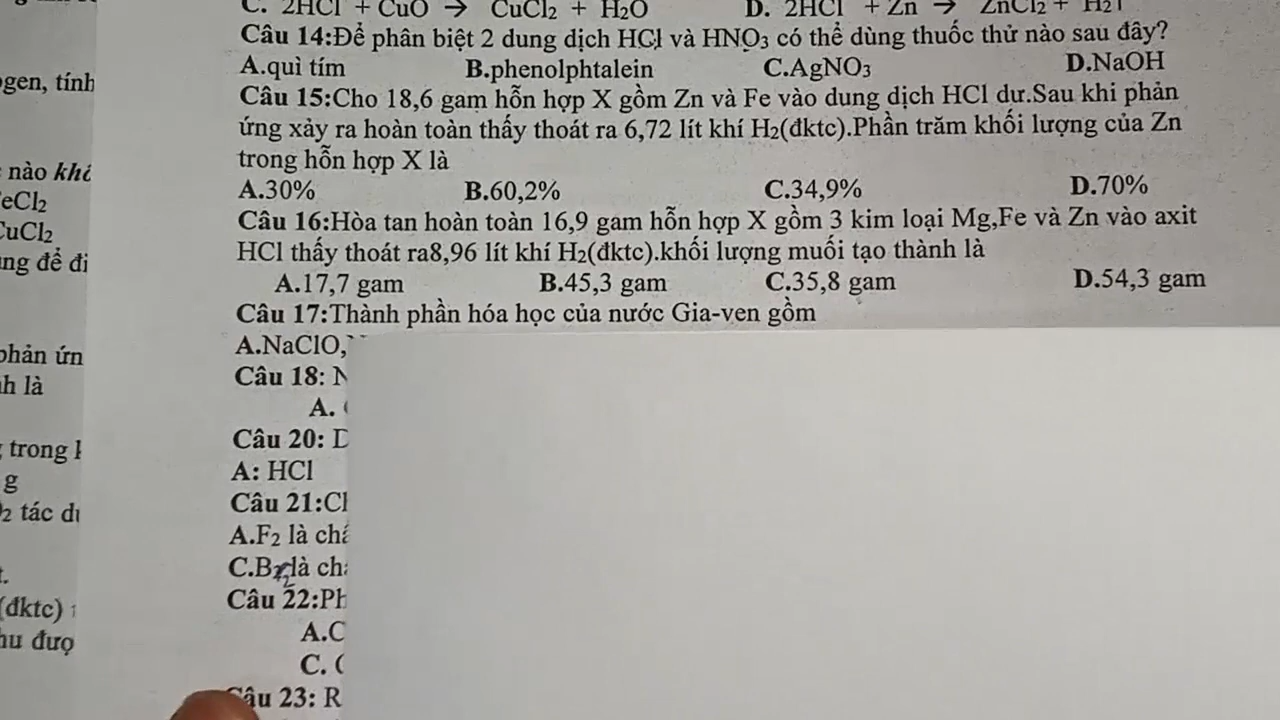 C. 2HCl + CuO → CuCl2 + H2O D. 2HCl + Zn → ZnCl2 + H2↑
Câu 14:Để phân biệt 2 dung dịch HCl và HNO3 có thể dùng thuốc thử nào sau đây?
A.quì tím B.phenolphtalein C.AgNO3 D.NaOH
Câu 15:Cho 18,6 gam hỗn hợp X gồm Zn và Fe vào dung dịch HCl dư.Sau khi phản
ứng xảy ra hoàn toàn thấy thoát ra 6,72 lít khí H2(đktc).Phần trăm khối lượng của Zn
trong hỗn hợp X là
A.30% B.60,2% C.34,9% D.70%
Câu 16:Hòa tan hoàn toàn 16,9 gam hỗn hợp X gồm 3 kim loại Mg,Fe và Zn vào axit
HCl thấy thoát ra8,96 lít khí H2(đktc).khối lượng muối tạo thành là
A.17,7 gam B.45,3 gam C.35,8 gam D.54,3 gam
Câu 17:Thành phần hóa học của nước Gia-ven gồm
A.NaClO,
Câu 18:
A.
Câu 20:
A: HCl
Câu 21:
A.F2 là
C.Br2là
Câu 22:
A.C
C.
Câu 23: R
gen, tính
nào
eCl2
CuCl2
ng để đi
phản ứn
h là
trong
g
2 tác
(đktc)